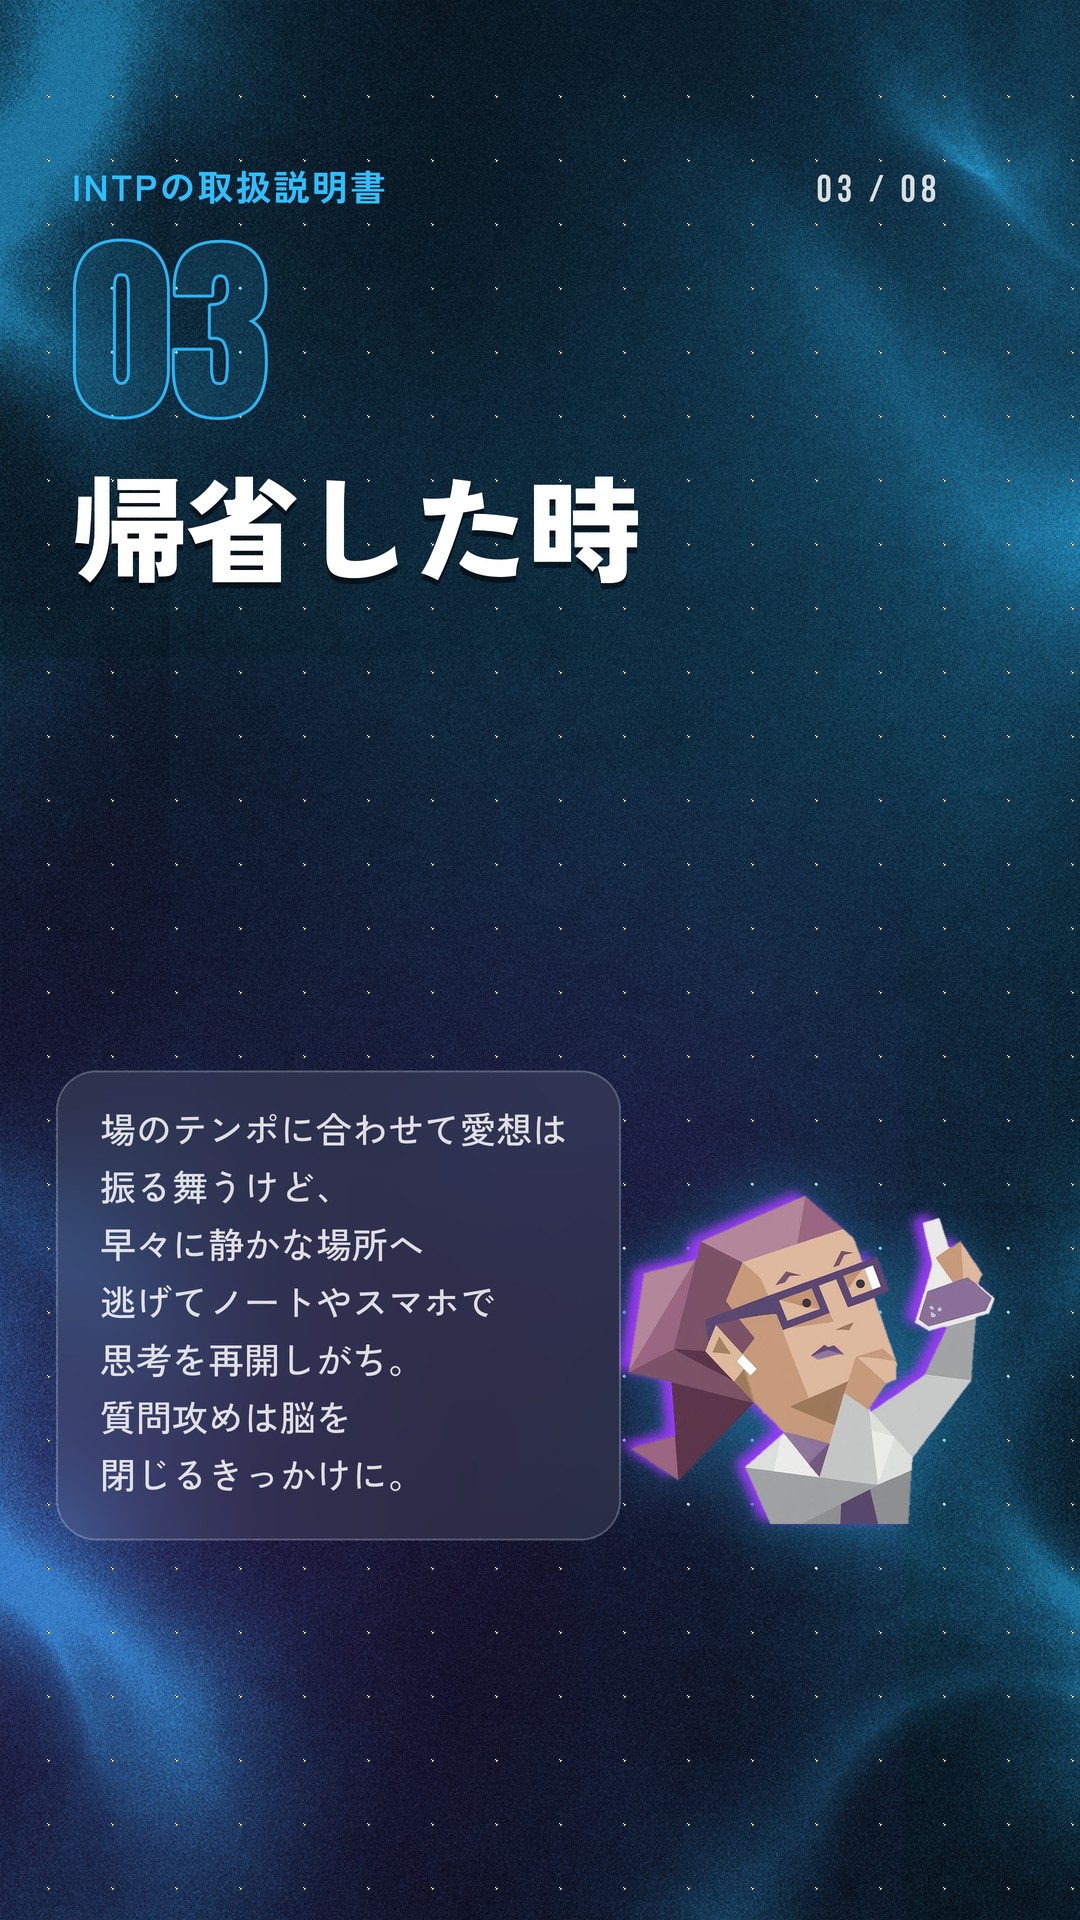 INTPの取扱説明書
03 / 08
03
帰省した時
場のテンポに合わせて愛想は
振る舞うけど、
早々に静かな場所へ
逃げてノートやスマホで
思考を再開しがち。
質問攻めは脳を
閉じるきっかけに。